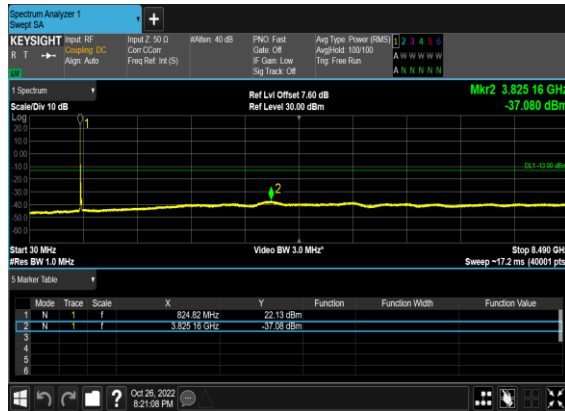 Spectrum Analyzer 1
Swept SA
+
KEYSIGHT Input: RF Input Z: 50 Ω #Atten: 40 dB PNO: Fast Avg Type: Power (RMS) 1 2 3 4 5 6
R T Coupling: DC Corr CCorr Gate: Off Avg|Hold: 100/100 A W W W W W
Align: Auto Freq Ref: Int (S) IF Gain: Low Trig: Free Run
Sig Track: Off A N N N N N
1 Spectrum Ref Lvl Offset 7.60 dB Mkr2 3.825 16 GHz
Scale/Div 10 dB Ref Level 30.00 dBm -37.080 dBm
Log
20.0 1
10.0
0.00
-10.0 DL1 -13.00 dBm
-20.0
-30.0 2
-40.0
-50.0
-60.0
Start 30 MHz Video BW 3.0 MHz* Stop 8.490 GHz
#Res BW 1.0 MHz Sweep ~17.2 ms (40001 pts)
5 Marker Table
Mode Trace Scale X Y Function Function Width Function Value
1 N 1 f 824.82 MHz 22.13 dBm
2 N 1 f 3.825 16 GHz -37.08 dBm
3
4
5
6
? Oct 26, 2022
8:21:08 PM